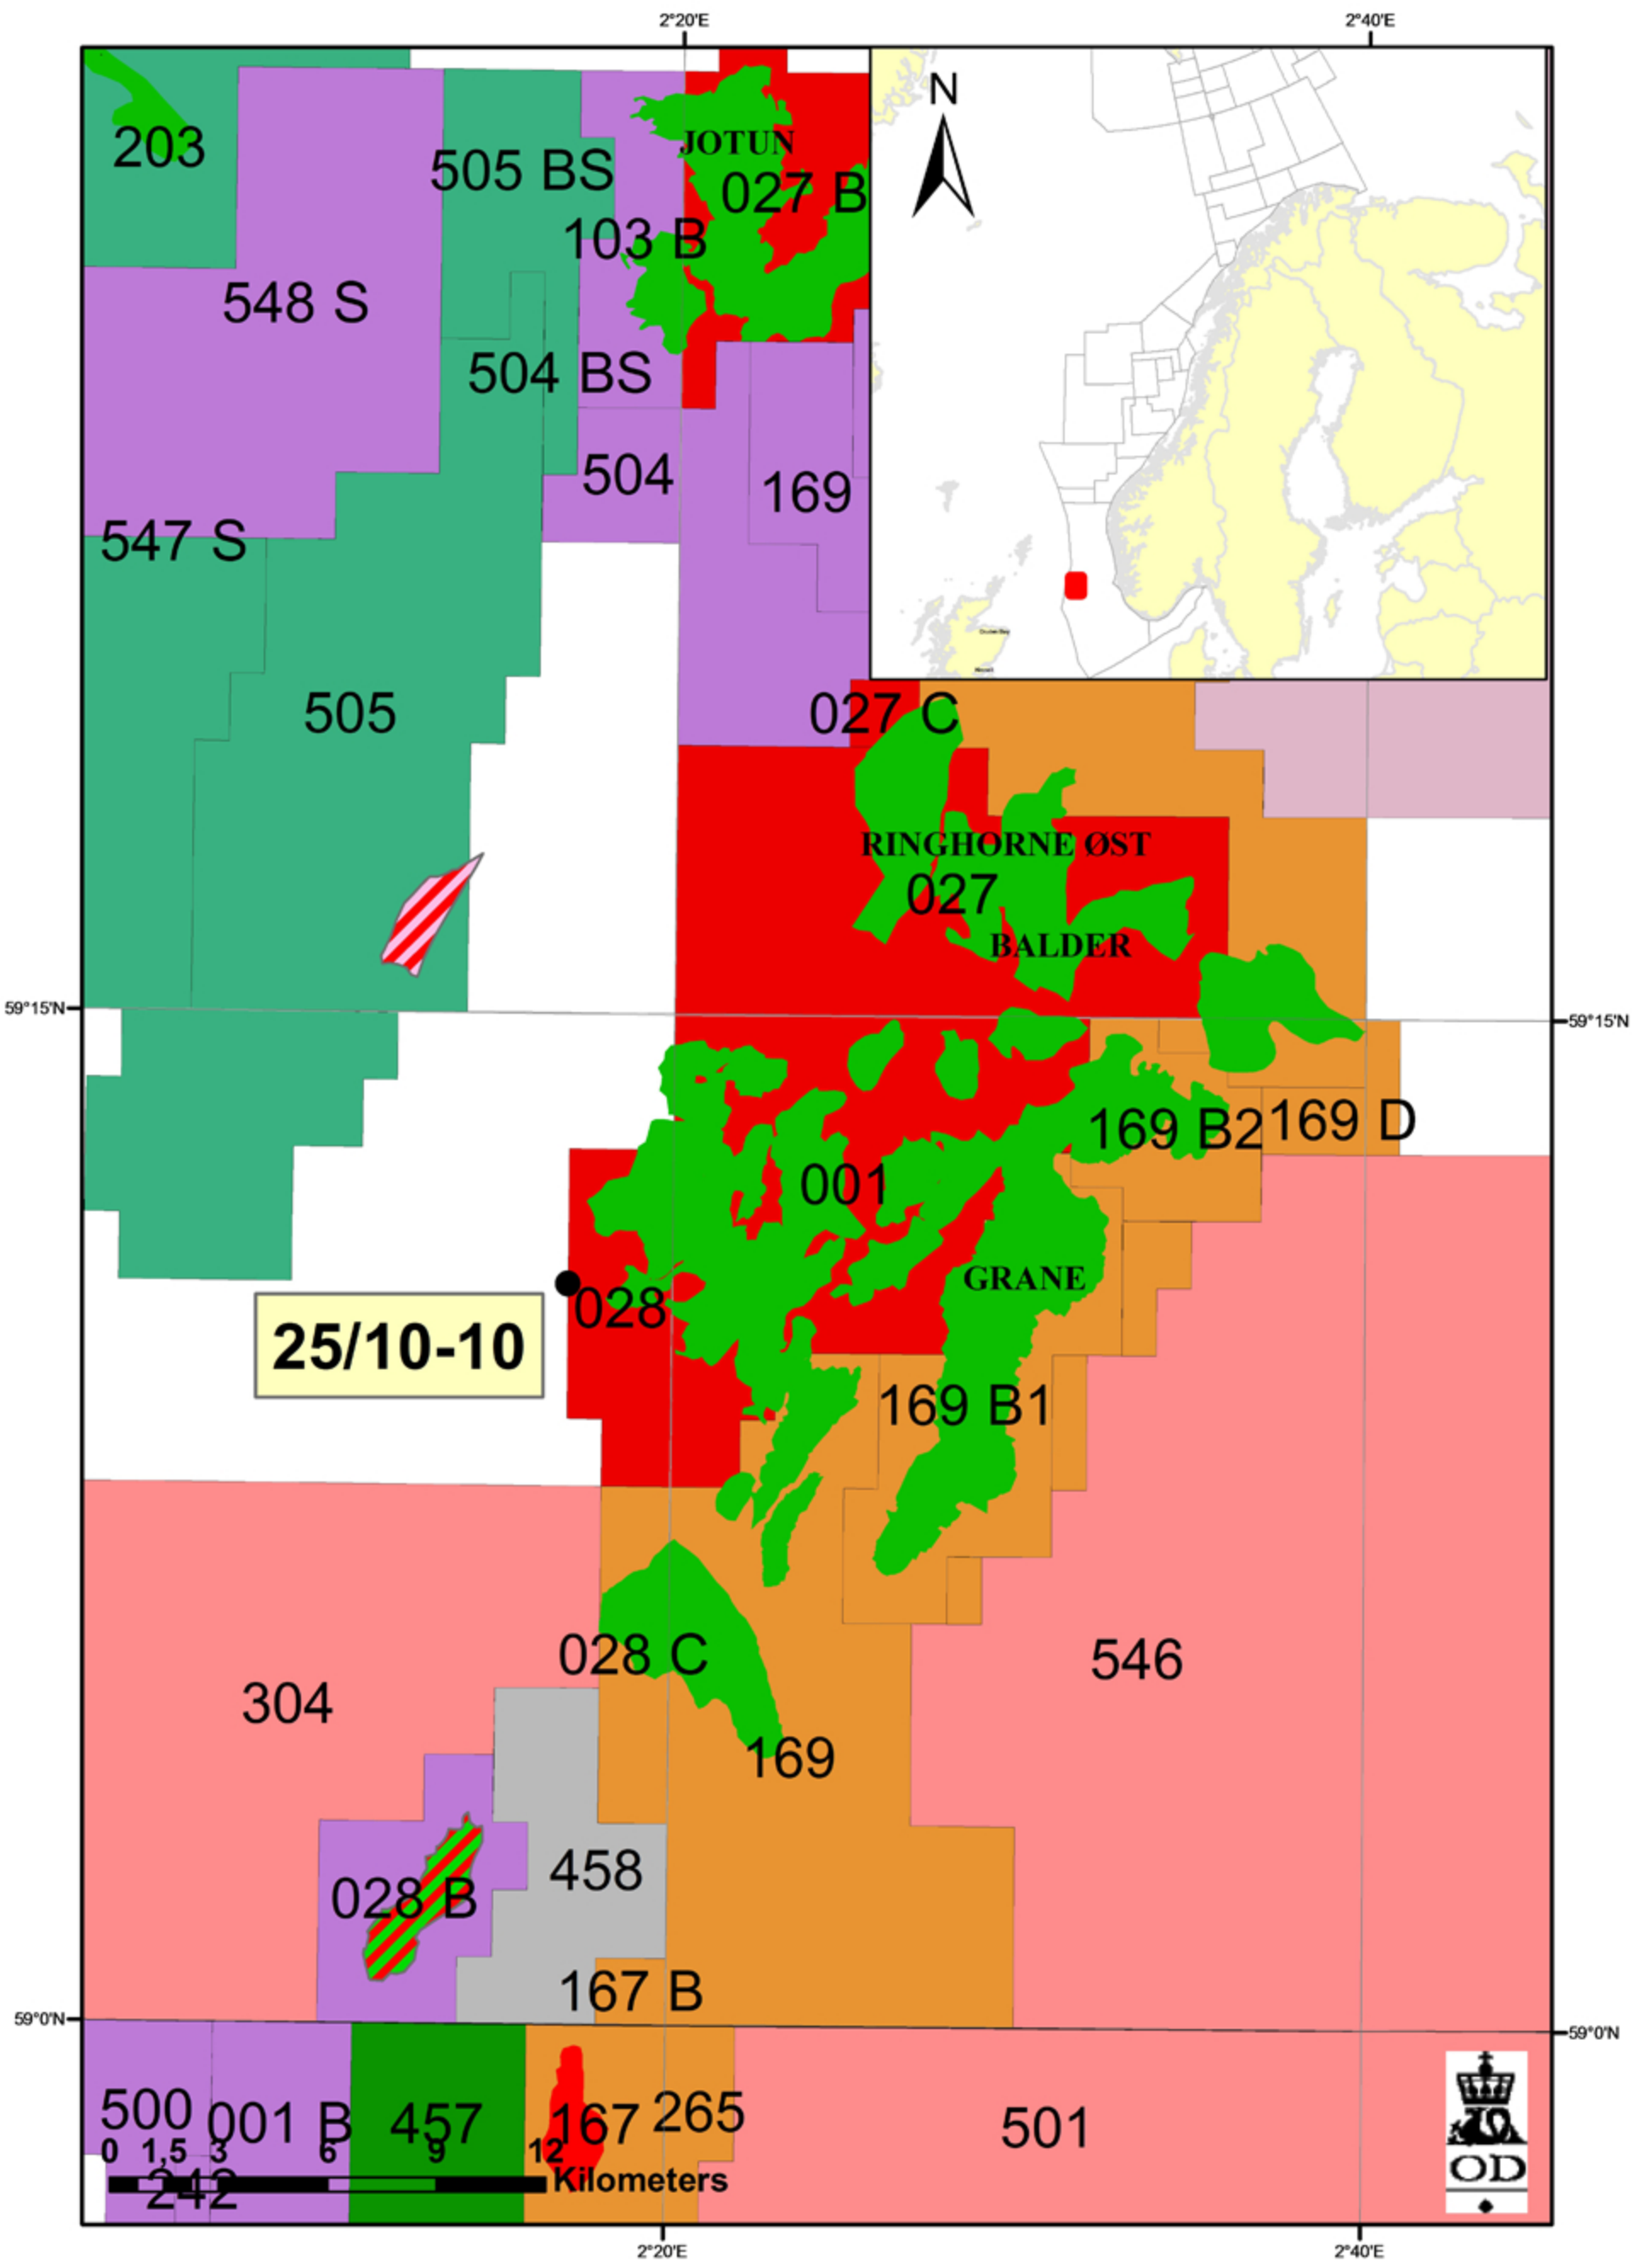 2°20'E
2°40'E
N
203
505 BS
JOTUN
027 B
103 B
548 S
504 BS
504
169
547 S
505
027 C
RINGHORNE ØST
027
BALDER
59°15'N
59°15'N
169 B2
169 D
001
GRANE
028
25/10-10
169 B1
028 C
546
304
169
458
028 B
167 B
59°0'N
59°0'N
500
001 B
457
167
265
501
0 1,5 3 6 9 12
Kilometers
242
OD
2°20'E
2°40'E